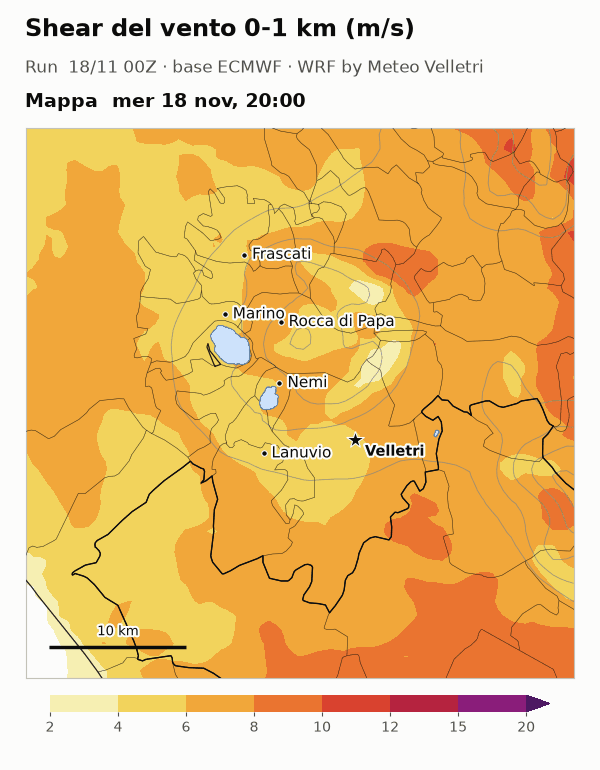 Shear del vento 0-1 km (m/s)
Run  18/11 00Z · base ECMWF · WRF by Meteo Velletri
Mappa  mer 18 nov, 20:00
Frascati
Marino
Rocca di Papa
Nemi
Velletri
Lanuvio
10 km
2 4 6 8 10 12 15 20